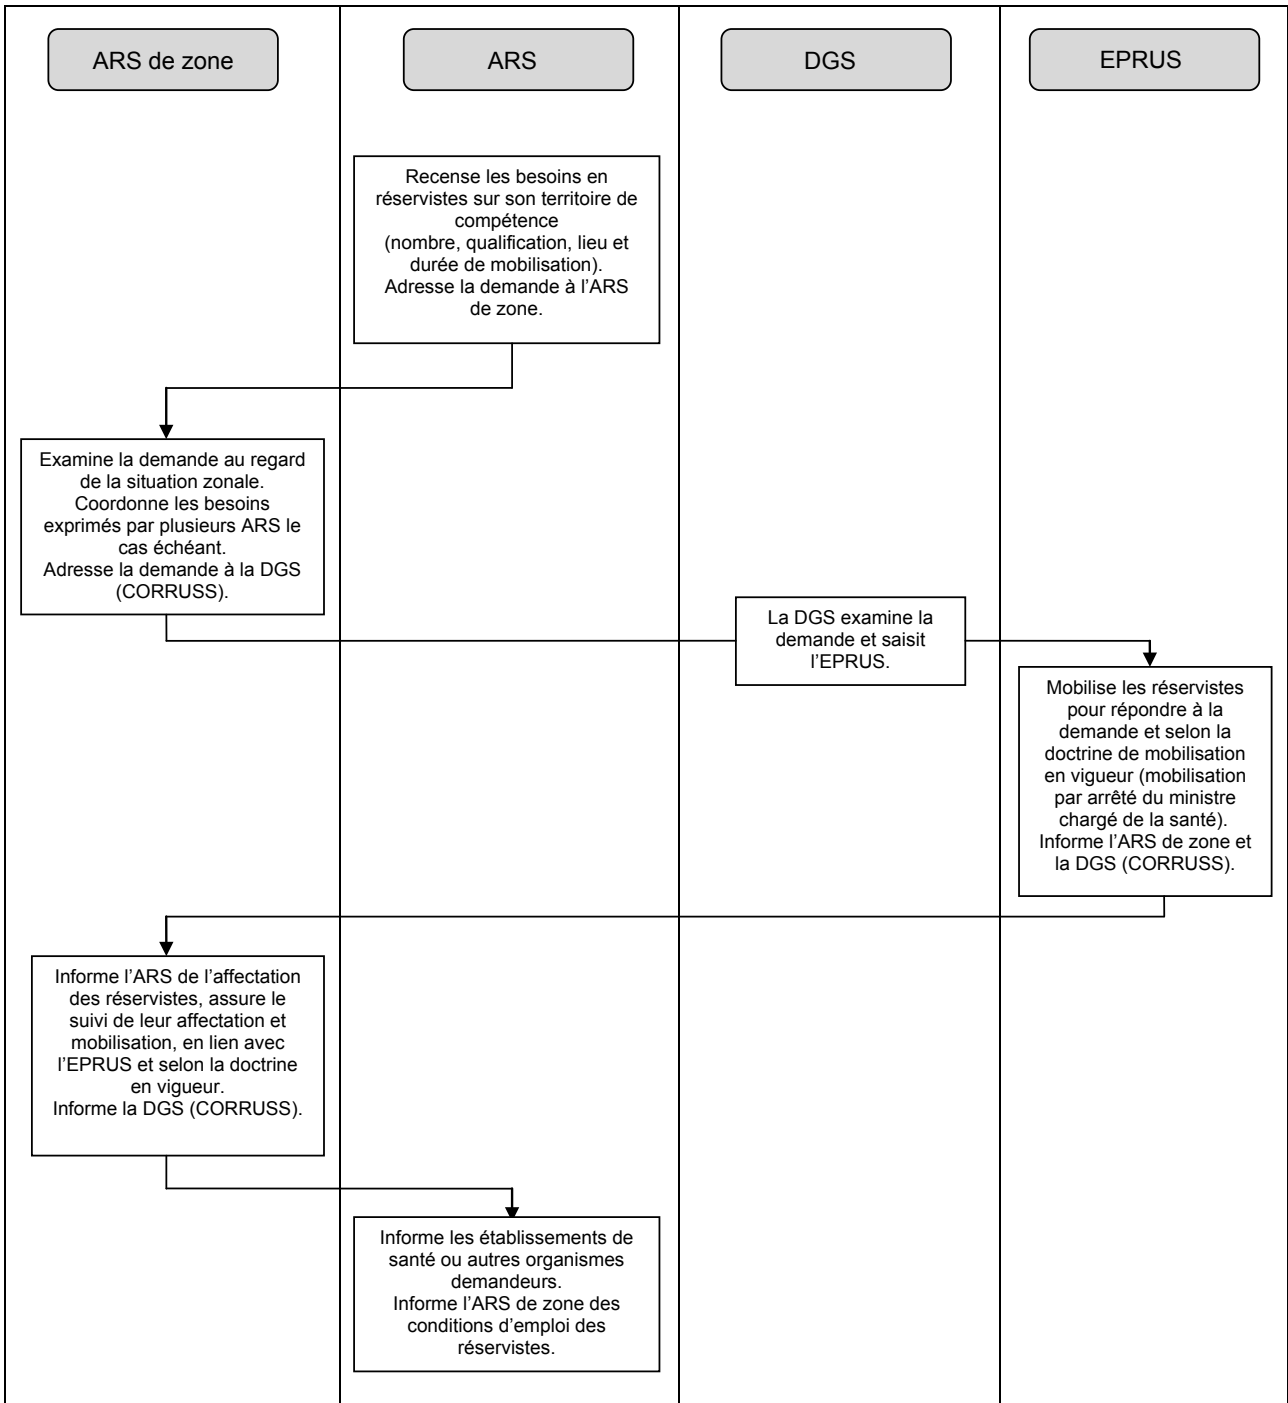 ARS de zone
ARS
DGS
EPRUS
Recense les besoins en
réservistes sur son territoire de
compétence
(nombre, qualification, lieu et
durée de mobilisation).
Adresse la demande à l'ARS
de zone.
Examine la demande au regard
de la situation zonale.
Coordonne les besoins
exprimés par plusieurs ARS le
cas échéant.
Adresse la demande à la DGS
(CORRUSS).
La DGS examine la
demande et saisit
l'EPRUS.
Mobilise les réservistes
pour répondre à la
demande et selon la
doctrine de mobilisation
en vigueur (mobilisation
par arrêté du ministre
chargé de la santé).
Informe l'ARS de zone et
la DGS (CORRUSS).
Informe l'ARS de l'affectation
des réservistes, assure le
suivi de leur affectation et
mobilisation, en lien avec
l'EPRUS et selon la doctrine
en vigueur.
Informe la DGS (CORRUSS).
Informe les établissements de
santé ou autres organismes
demandeurs.
Informe l'ARS de zone des
conditions d'emploi des
réservistes.